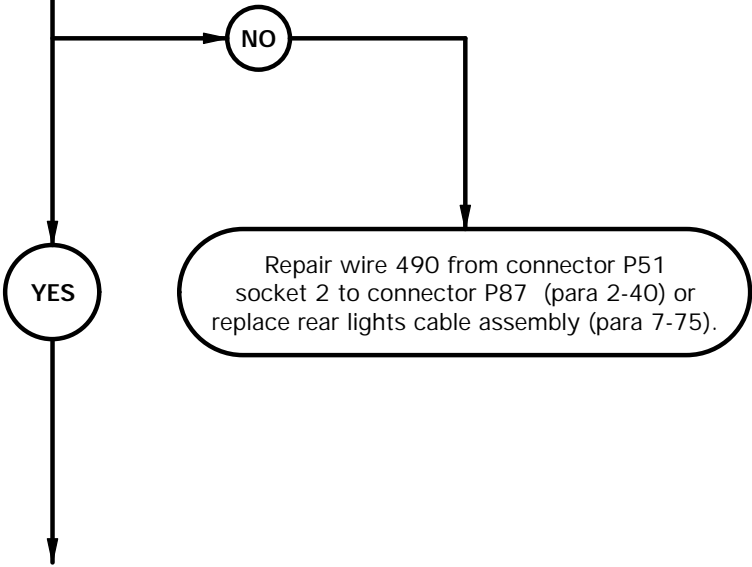 NO
YES
Repair wire 490 from connector P51
socket 2 to connector P87 (para 2-40) or
replace rear lights cable assembly (para 7-75).